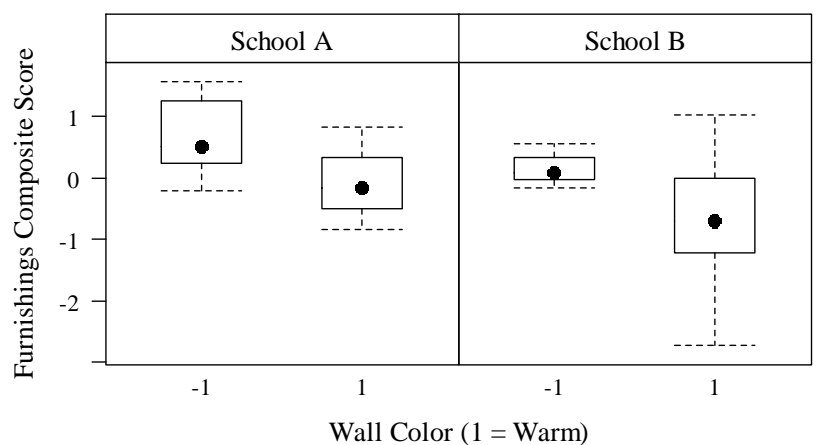 School A
School B
Furnishings Composite Score
1
0
-1
-2
-1
1
-1
1
Wall Color (1 = Warm)